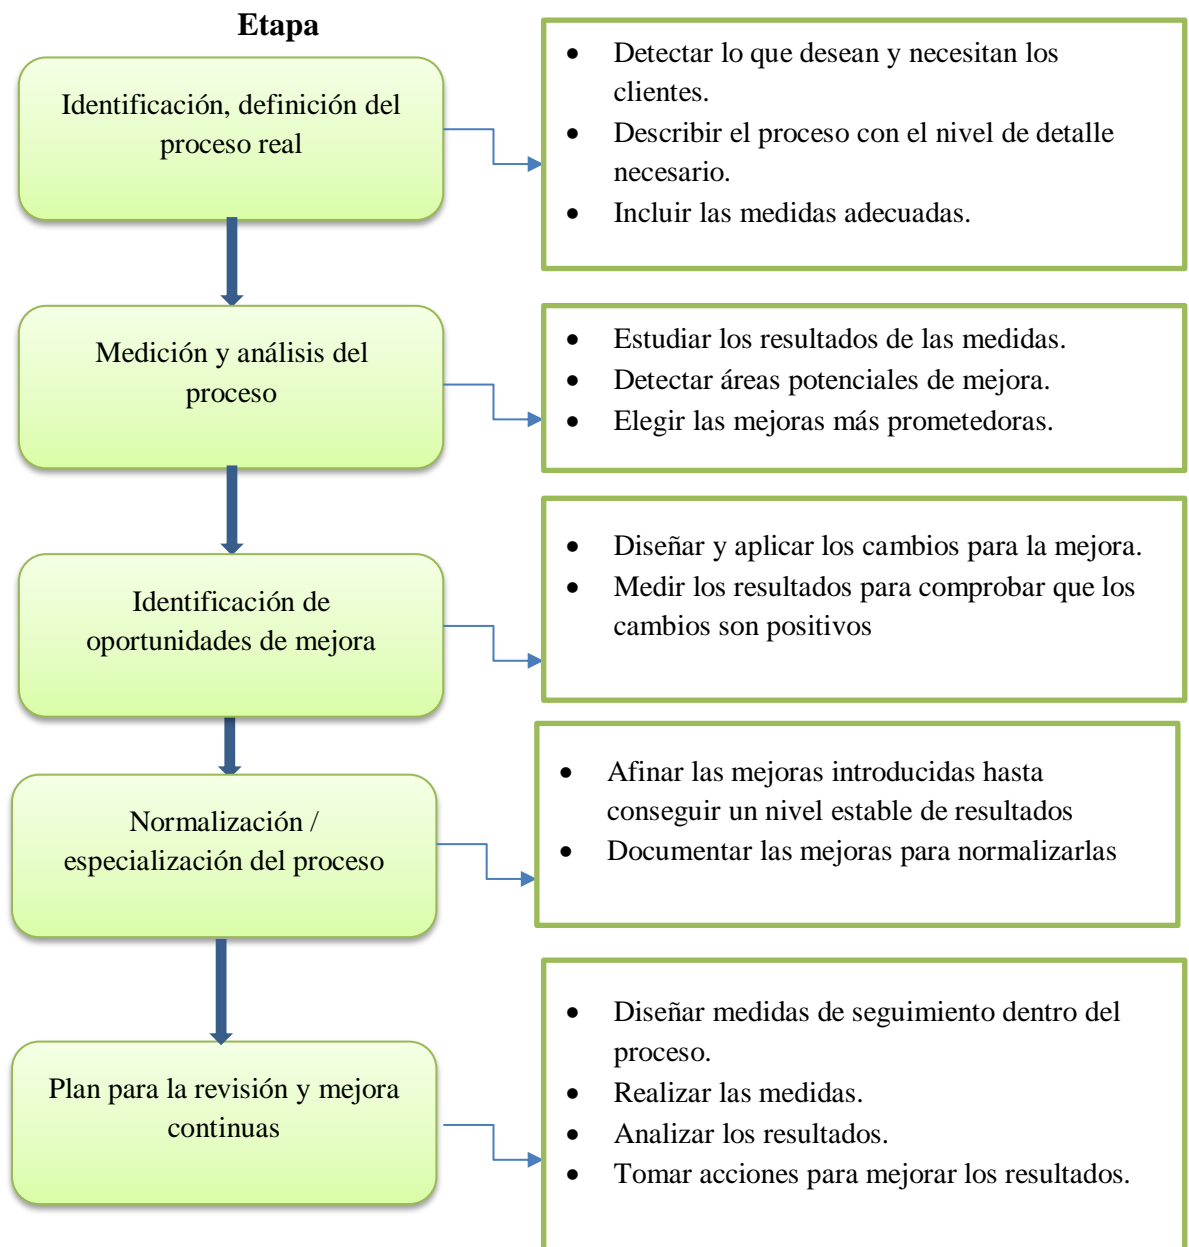 Etapa
Identificación, definición del
proceso real
• Detectar lo que desean y necesitan los
clientes.
• Describir el proceso con el nivel de detalle
necesario.
• Incluir las medidas adecuadas.
Medición y análisis del
proceso
• Estudiar los resultados de las medidas.
• Detectar áreas potenciales de mejora.
• Elegir las mejoras más prometedoras.
Identificación de
oportunidades de mejora
• Diseñar y aplicar los cambios para la mejora.
• Medir los resultados para comprobar que los
cambios son positivos
Normalización /
especialización del proceso
• Afinar las mejoras introducidas hasta
conseguir un nivel estable de resultados
• Documentar las mejoras para normalizarlas
Plan para la revisión y mejora
continuas
• Diseñar medidas de seguimiento dentro del
proceso.
• Realizar las medidas.
• Analizar los resultados.
• Tomar acciones para mejorar los resultados.